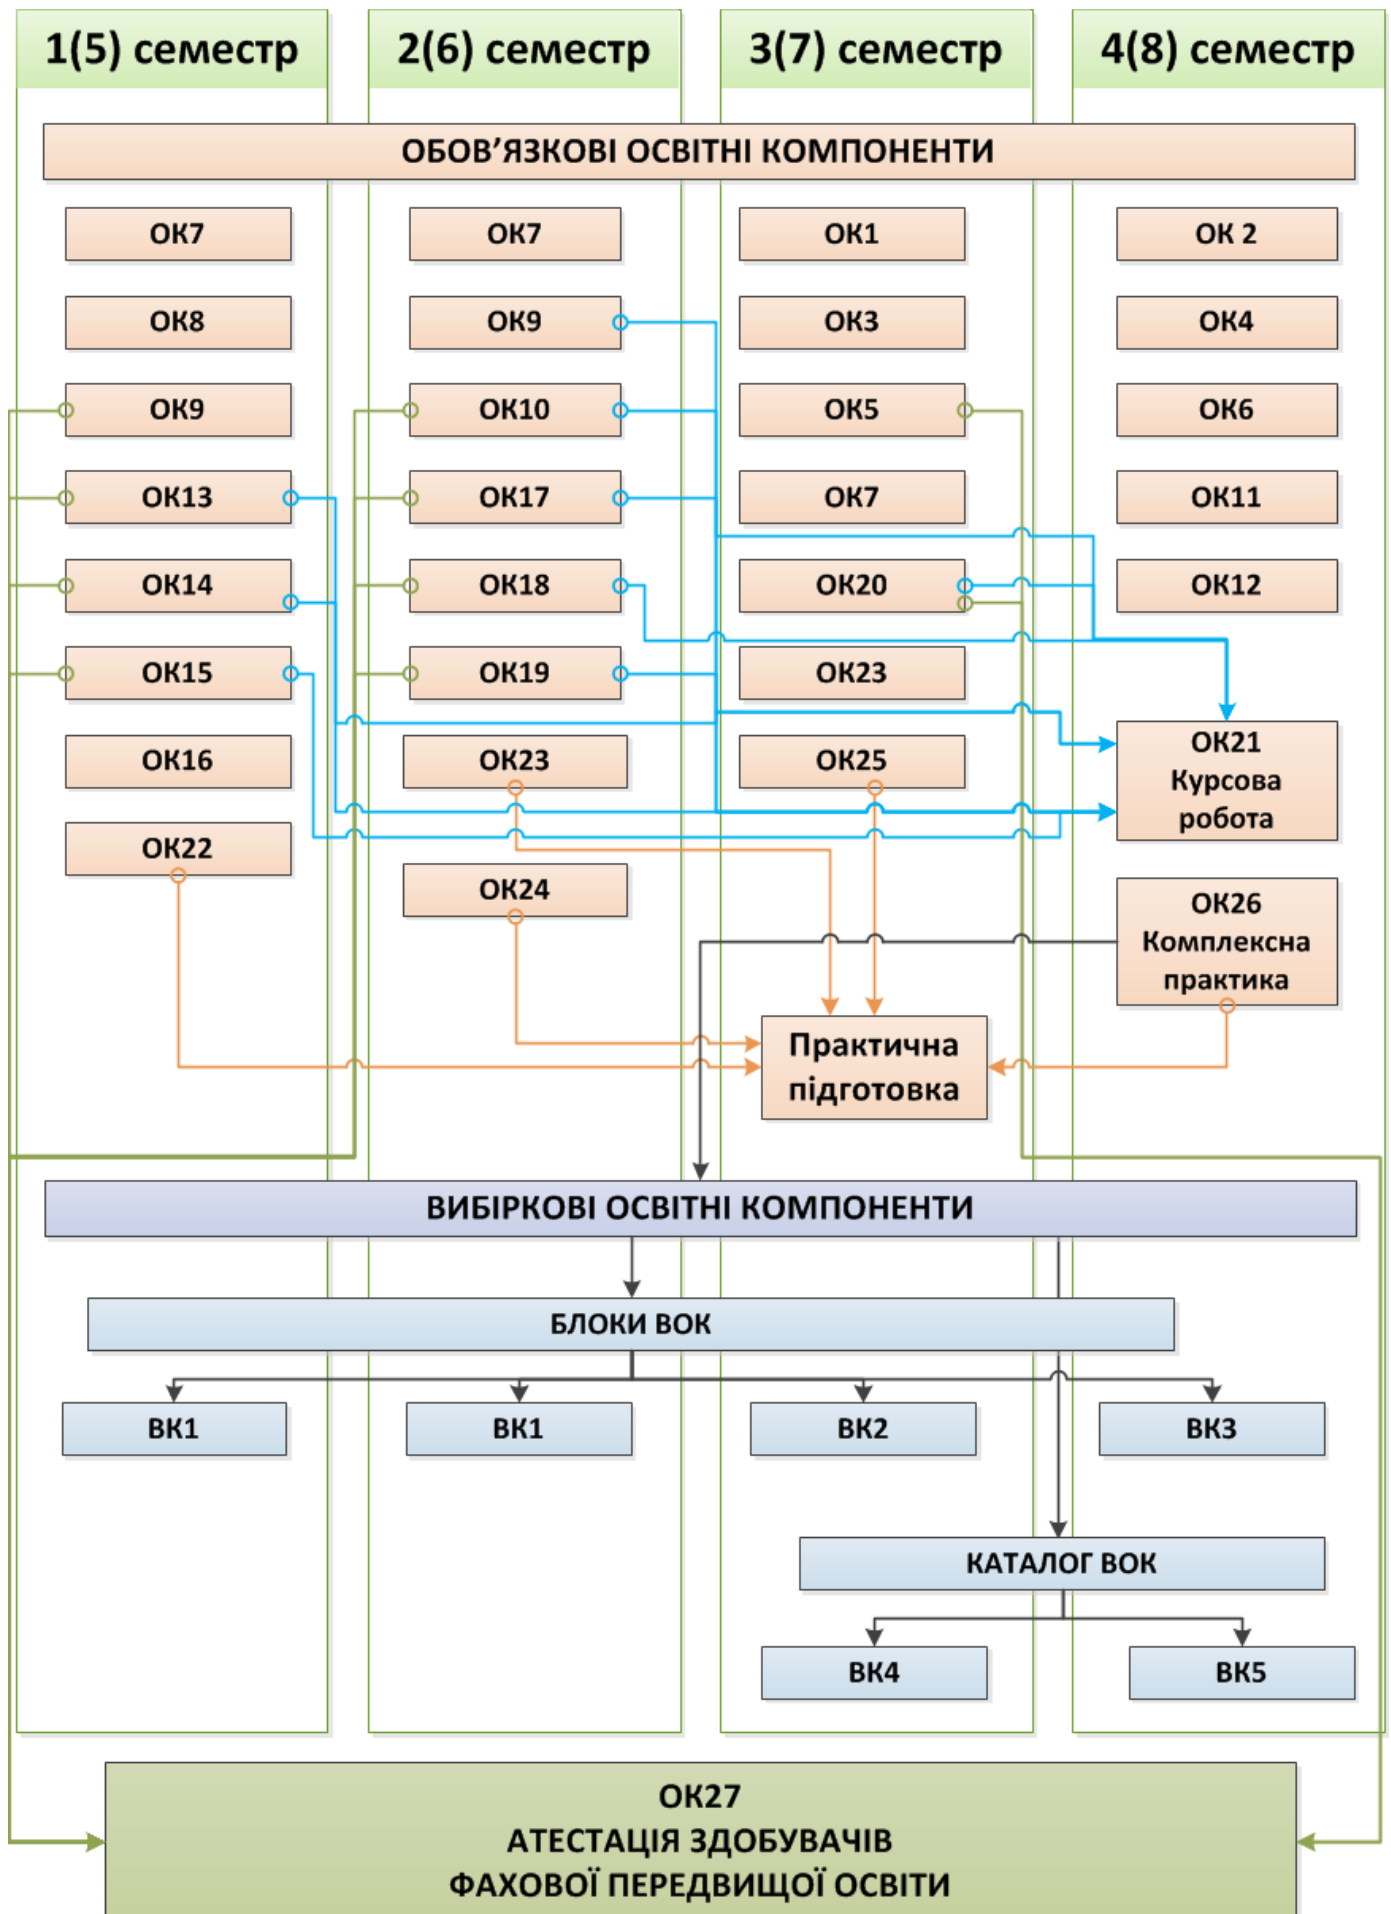 1(5) семестр
2(6) семестр
3(7) семестр
4(8) семестр
ОБОВ’ЯЗКОВІ ОСВІТНІ КОМПОНЕНТИ
ОК7
ОК7
ОК1
ОК 2
ОК8
ОК9
ОК3
ОК4
ОК9
ОК10
ОК5
ОК6
ОК13
ОК17
ОК7
ОК11
ОК14
ОК18
ОК20
ОК12
ОК15
ОК19
ОК23
ОК16
ОК23
ОК25
ОК21
Курсова
робота
ОК22
ОК24
ОК26
Комплексна
практика
Практична
підготовка
ВИБІРКОВІ ОСВІТНІ КОМПОНЕНТИ
БЛОКИ ВОК
ВК1
ВК1
ВК2
ВК3
КАТАЛОГ ВОК
ВК4
ВК5
ОК27
АТЕСТАЦІЯ ЗДОБУВАЧІВ
ФАХОВОЇ ПЕРЕДВИЩОЇ ОСВІТИ